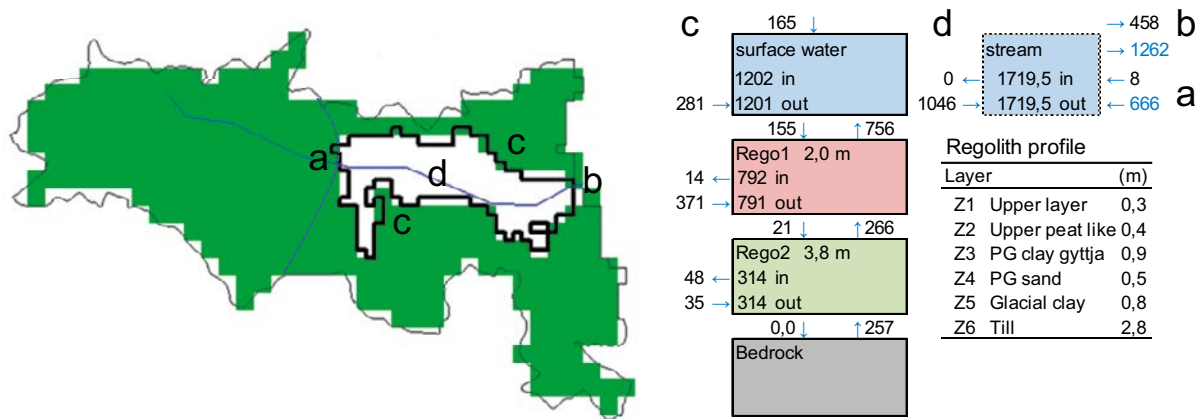 a
c
d
b
c
c
165 ↓
surface water
1202 in
281 → 1201 out
155 ↓ ↑ 756
Rego1 2,0 m
14 ← 792 in
371 → 791 out
21 ↓ ↑ 266
Rego2 3,8 m
48 ← 314 in
35 → 314 out
0,0 ↓ ↑ 257
Bedrock
d
b
→ 458
stream → 1262
0 ← 1719,5 in ← 8
1046 → 1719,5 out ← 666
a
Regolith profile
Layer (m)
Z1 Upper layer 0,3
Z2 Upper peat like 0,4
Z3 PG clay gyttja 0,9
Z4 PG sand 0,5
Z5 Glacial clay 0,8
Z6 Till 2,8